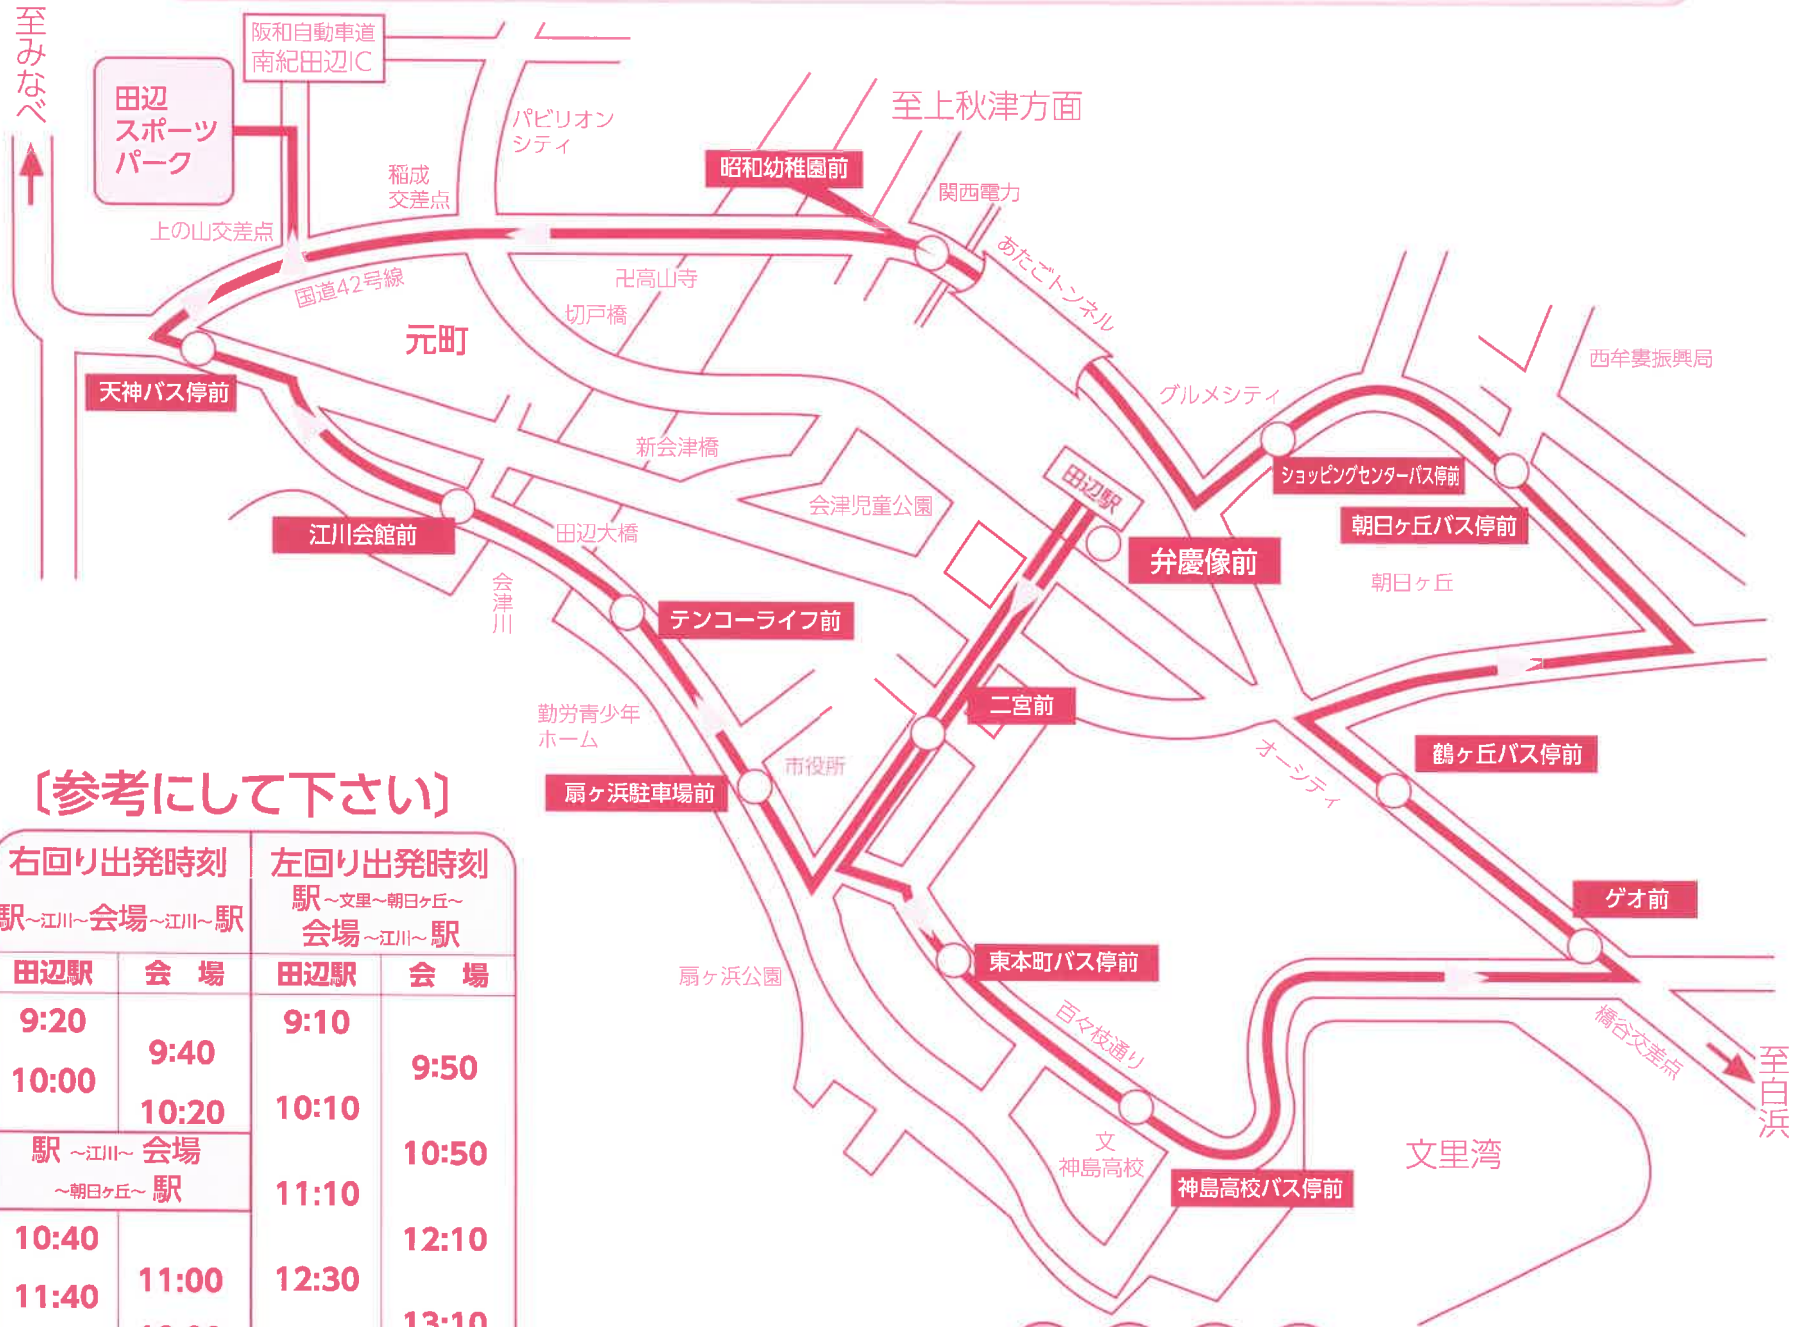 至みなべ
阪和自動車道
南紀田辺IC
田辺
スポーツ
パーク
パビリオン
シティ
至上秋津方面
稲成
交差点
昭和幼稚園前
関西電力
上の山交差点
あたごトンネル
国道42号線
卍高山寺
切戸橋
元町
西牟婁振興局
天神バス停前
グルメシティ
新会津橋
田辺駅
ショッピングセンターバス停前
会津児童公園
朝日ヶ丘バス停前
江川会館前
田辺大橋
弁慶像前
朝日ヶ丘
会津川
テンコーライフ前
二宮前
勤労青少年
ホーム
市役所
オーシティ
鶴ヶ丘バス停前
扇ヶ浜駐車場前
ゲオ前
扇ヶ浜公園
東本町バス停前
百々枝通り
橋谷交差点
至白浜
文
神島高校
文里湾
神島高校バス停前
〔参考にして下さい〕
右回り出発時刻
駅~江川~会場~江川~駅
左回り出発時刻
駅~文里~朝日ヶ丘~
会場~江川~駅
田辺駅 会 場 田辺駅 会 場
9:20
9:40
10:00
10:20
駅~江川~会場
~朝日ヶ丘~駅
10:40
11:00
11:40
9:10
9:50
10:10
10:50
11:10
12:10
12:30
13:10